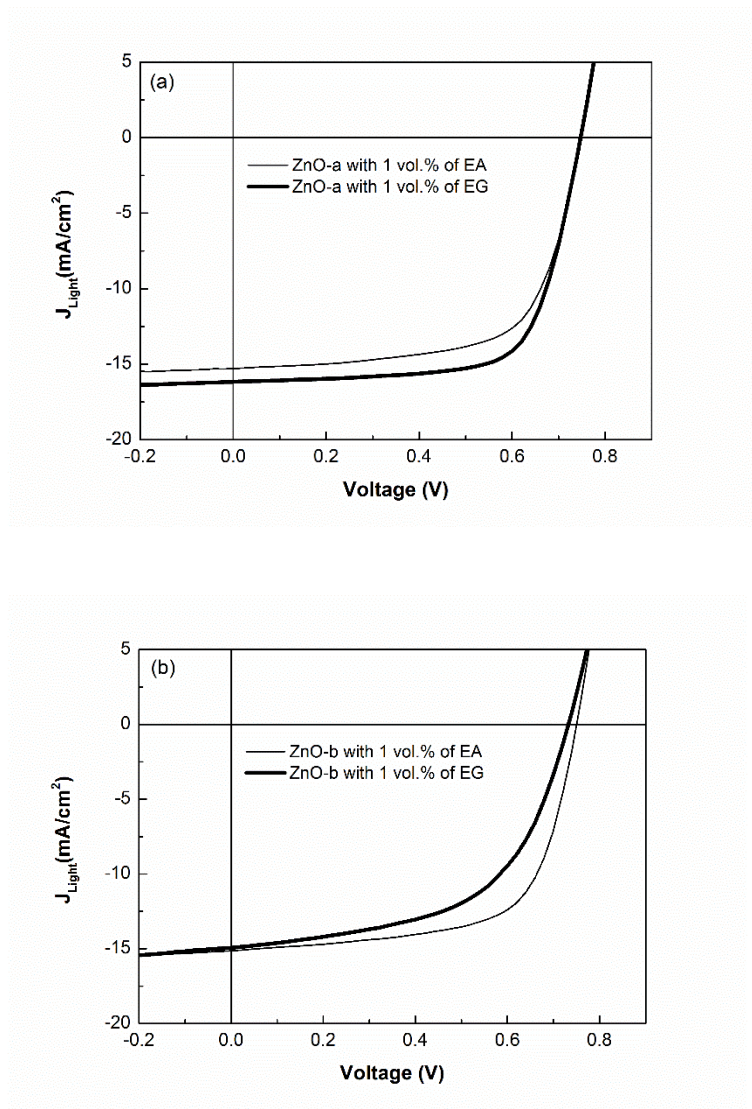 (a)
5
0
-5
-10
-15
-20
J_Light(mA/cm²)
ZnO-a with 1 vol.% of EA
ZnO-a with 1 vol.% of EG
-0.2 0.0 0.2 0.4 0.6 0.8
Voltage (V)
(b)
5
0
-5
-10
-15
-20
J_Light(mA/cm²)
ZnO-b with 1 vol.% of EA
ZnO-b with 1 vol.% of EG
-0.2 0.0 0.2 0.4 0.6 0.8
Voltage (V)